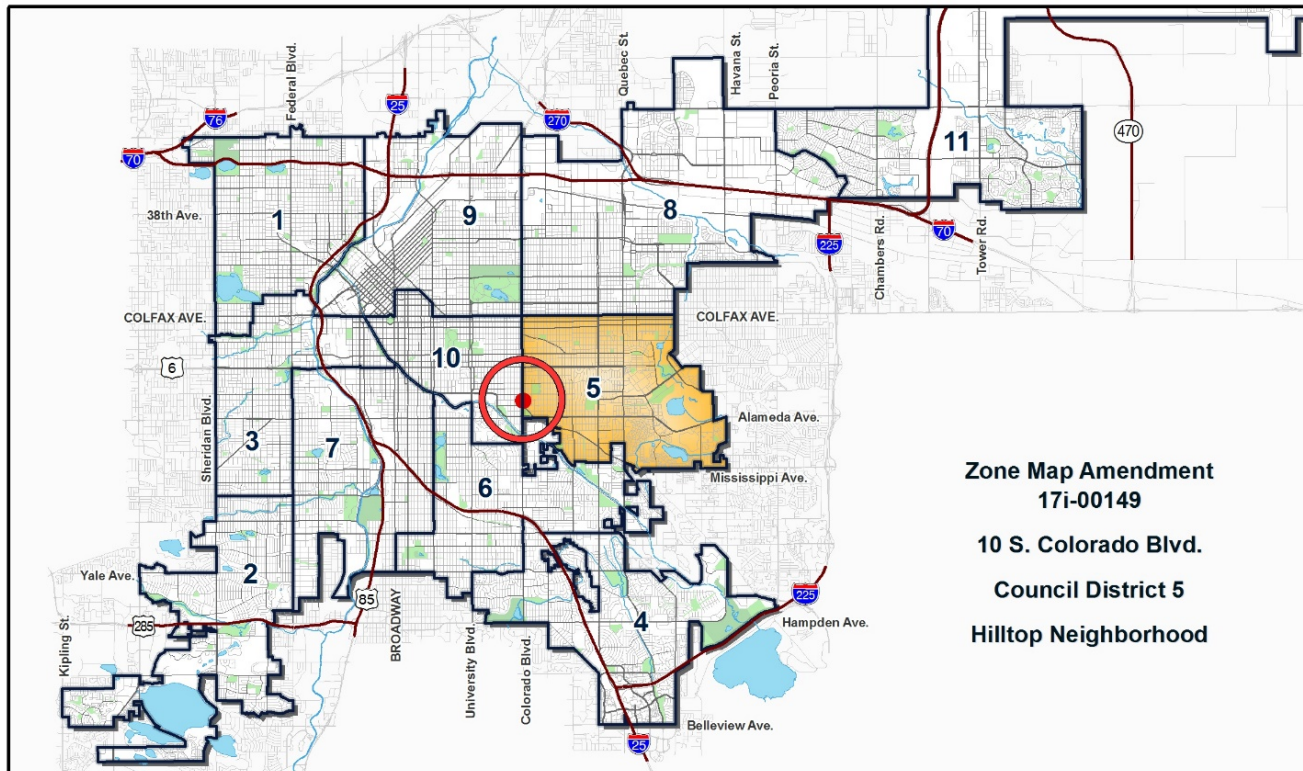 Federal Blvd.
Quebec St.
Havana St.
Peoria St.
76
25
270
470
70
11
38th Ave.
1
9
8
225
Chambers Rd.
70
Tower Rd.
COLFAX AVE.
COLFAX AVE.
6
10
5
Sheridan Blvd.
3
7
Alameda Ave.
6
Mississippi Ave.
Zone Map Amendment
17i-00149
10 S. Colorado Blvd.
Council District 5
Hilltop Neighborhood
Yale Ave.
2
85
225
285
4
Hampden Ave.
Kipling St.
BROADWAY
University Blvd.
Colorado Blvd.
Belleview Ave.
25